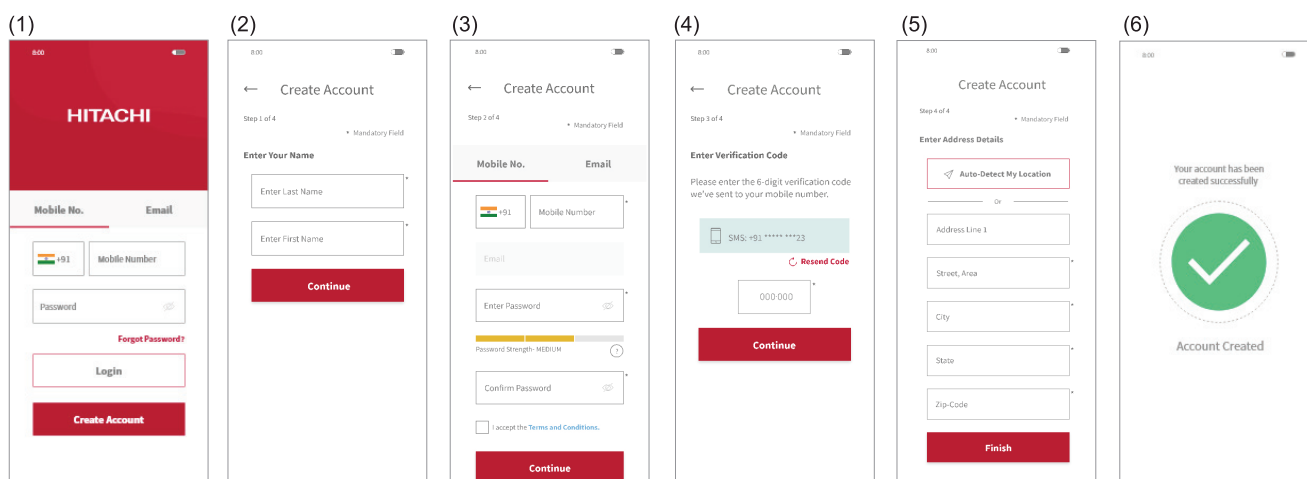 (1)
8:00
HITACHI
Mobile No. Email
+91 Mobile Number
Password
Forgot Password?
Login
Create Account
(2)
8:00
← Create Account
Step 1 of 4
* Mandatory Field
Enter Your Name
Enter Last Name *
Enter First Name *
Continue
(3)
8:00
← Create Account
Step 2 of 4
* Mandatory Field
Mobile No. Email
+91 Mobile Number *
Email
Enter Password *
Password Strength- MEDIUM ?
Confirm Password *
I accept the Terms and Conditions.
Continue
(4)
8:00
← Create Account
Step 3 of 4
* Mandatory Field
Enter Verification Code
Please enter the 6-digit verification code
we've sent to your mobile number.
SMS: +91 ***** ***23
Resend Code
000-000 *
Continue
(5)
8:00
Create Account
Step 4 of 4
* Mandatory Field
Enter Address Details
Auto-Detect My Location
Or
Address Line 1
Street, Area *
City *
State *
Zip-Code *
Finish
(6)
8:00
Your account has been
created successfully
Account Created